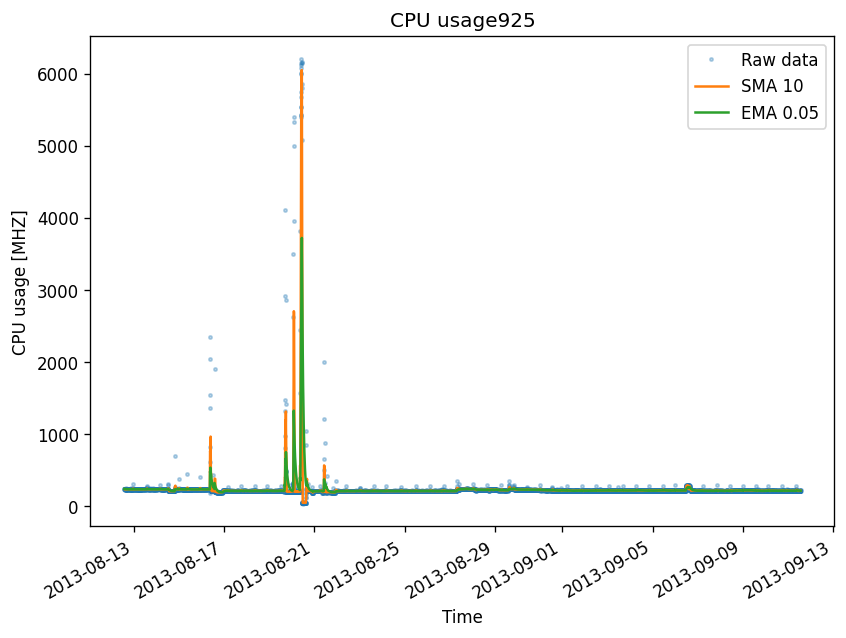 CPU usage925
Raw data
SMA 10
EMA 0.05
CPU usage [MHZ]
6000
5000
4000
3000
2000
1000
0
2013-08-13
2013-08-17
2013-08-21
2013-08-25
2013-08-29
2013-09-01
2013-09-05
2013-09-09
2013-09-13
Time